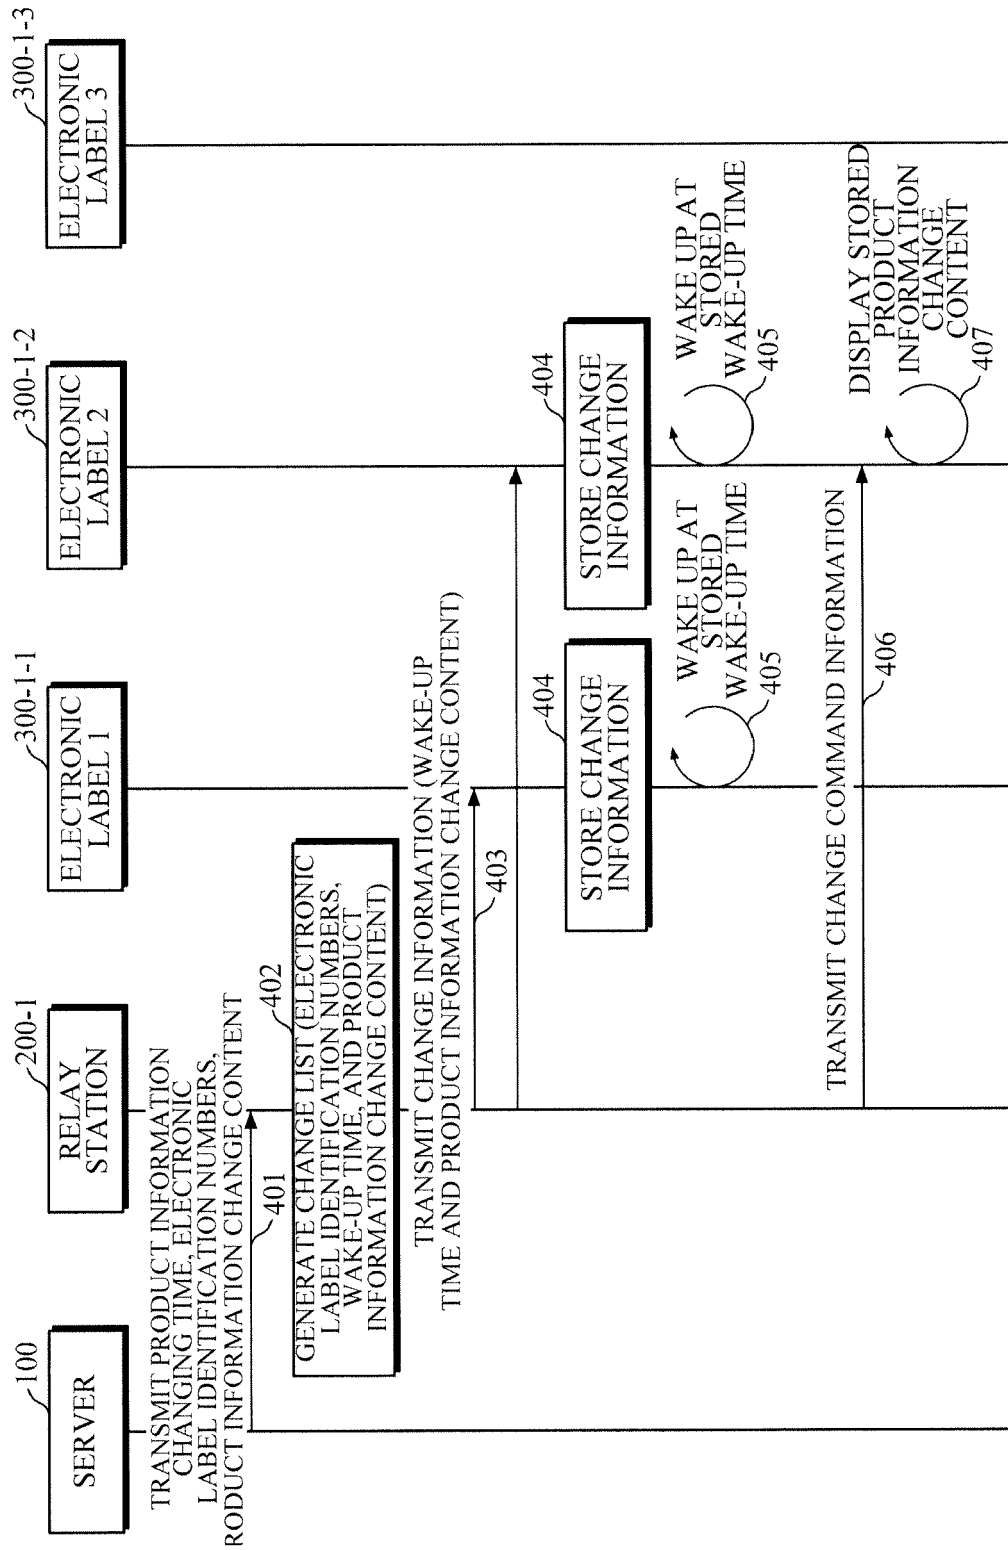 100
SERVER
200-1
RELAY
STATION
300-1-1
ELECTRONIC
LABEL 1
300-1-2
ELECTRONIC
LABEL 2
300-1-3
ELECTRONIC
LABEL 3
TRANSMIT PRODUCT INFORMATION
CHANGING TIME, ELECTRONIC
LABEL IDENTIFICATION NUMBERS,
RODUCT INFORMATION CHANGE CONTENT
401
402
GENERATE CHANGE LIST (ELECTRONIC
LABEL IDENTIFICATION NUMBERS,
WAKE-UP TIME, AND PRODUCT
INFORMATION CHANGE CONTENT)
TRANSMIT CHANGE INFORMATION (WAKE-UP
TIME AND PRODUCT INFORMATION CHANGE CONTENT)
403
404
STORE CHANGE
INFORMATION
404
STORE CHANGE
INFORMATION
WAKE UP AT
STORED
WAKE-UP TIME
405
WAKE UP AT
STORED
WAKE-UP TIME
405
TRANSMIT CHANGE COMMAND INFORMATION
406
DISPLAY STORED
PRODUCT
INFORMATION
CHANGE
CONTENT
407